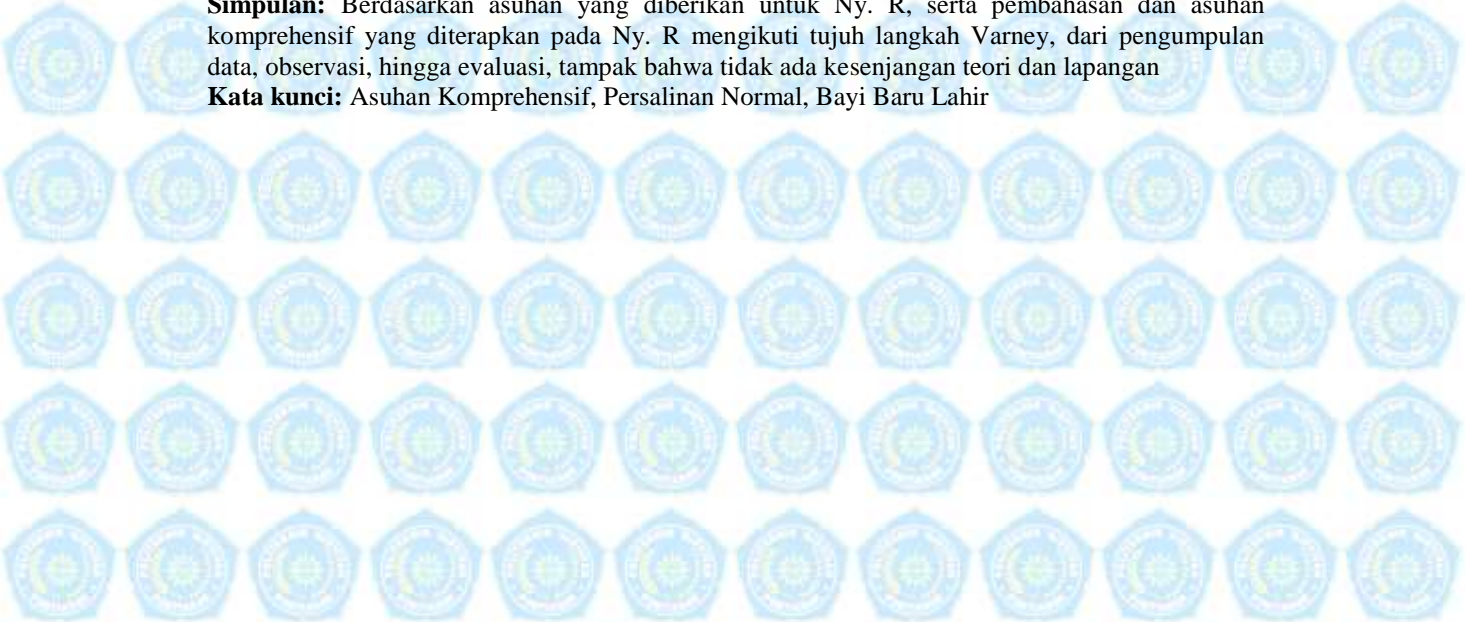 Simpulan: Berdasarkan asuhan yang diberikan untuk Ny. R, serta pembahasan dan asuhan
komprehensif yang diterapkan pada Ny. R mengikuti tujuh langkah Varney, dari pengumpulan
data, observasi, hingga evaluasi, tampak bahwa tidak ada kesenjangan teori dan lapangan
Kata kunci: Asuhan Komprehensif, Persalinan Normal, Bayi Baru Lahir